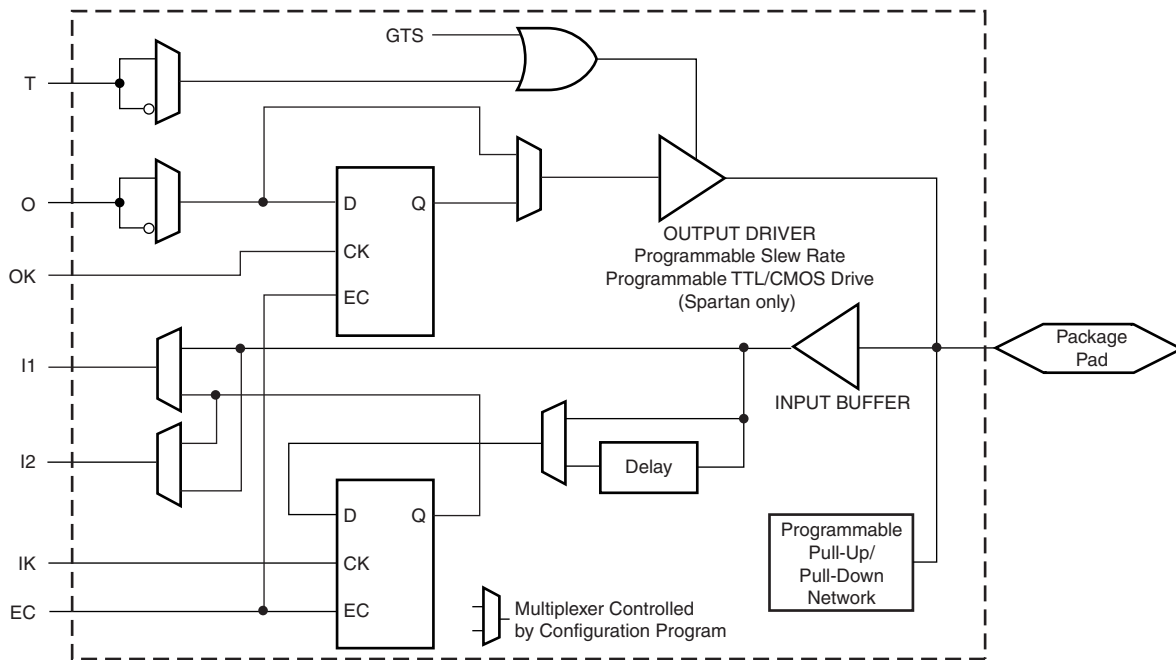 GTS
T
O
D
Q
CK
EC
OK
OUTPUT DRIVER
Programmable Slew Rate
Programmable TTL/CMOS Drive
(Spartan only)
I1
Package
Pad
INPUT BUFFER
I2
Delay
D
Q
CK
EC
IK
EC
Programmable
Pull-Up/
Pull-Down
Network
Multiplexer Controlled
by Configuration Program